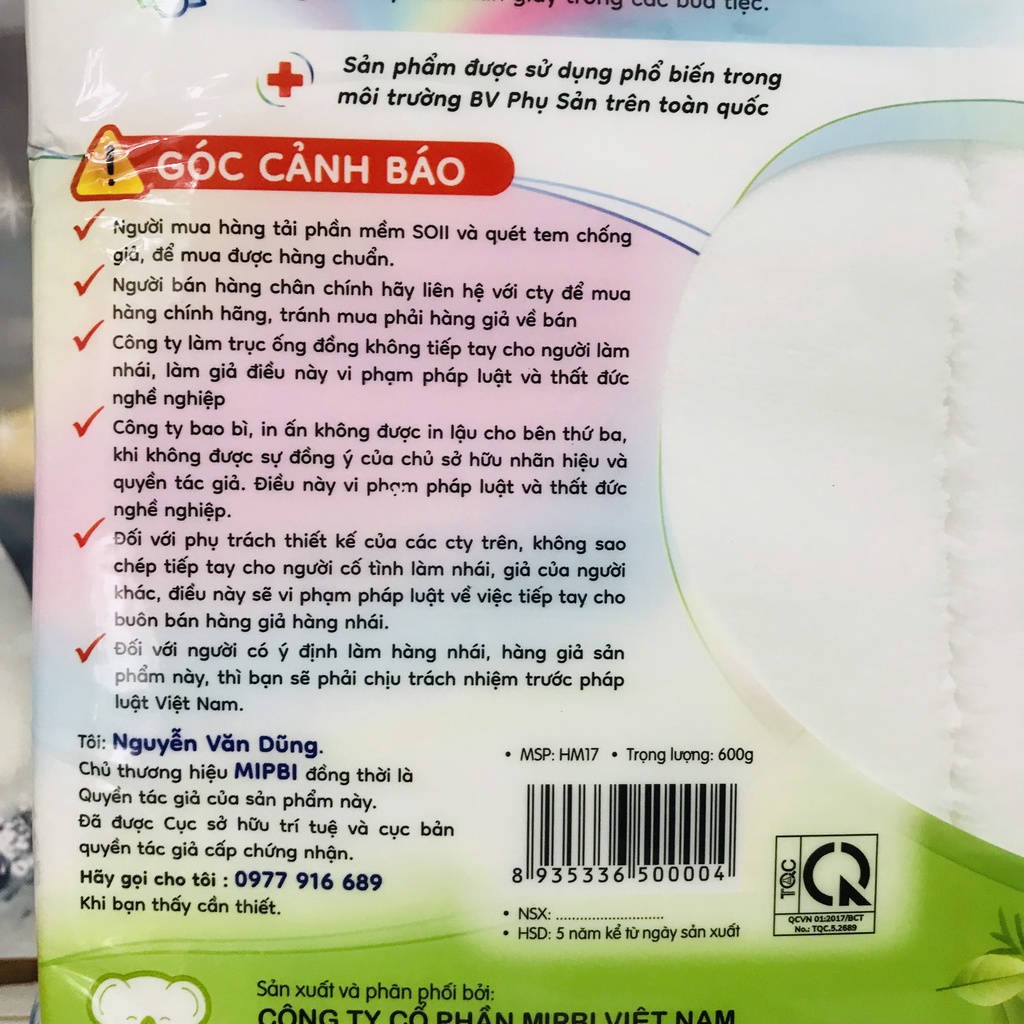 giấy trong các bữa tiệc.
Sản phẩm được sử dụng phổ biến trong
môi trường BV Phụ Sản trên toàn quốc
GÓC CẢNH BÁO
Người mua hàng tải phần mềm SOII và quét tem chống
giả, để mua được hàng chuẩn.
Người bán hàng chân chính hãy liên hệ với cty để mua
hàng chính hãng, tránh mua phải hàng giả về bán
Công ty làm trục ống đồng không tiếp tay cho người làm
nhái, làm giả điều này vi phạm pháp luật và thất đức
nghề nghiệp
Công ty bao bì, in ấn không được in lậu cho bên thứ ba,
khi không được sự đồng ý của chủ sở hữu nhãn hiệu và
quyền tác giả. Điều này vi phạm pháp luật và thất đức
nghề nghiệp.
Đối với phụ trách thiết kế của các cty trên, không sao
chép tiếp tay cho người cố tình làm nhái, giả của người
khác, điều này sẽ vi phạm pháp luật về việc tiếp tay cho
buôn bán hàng giả hàng nhái.
Đối với người có ý định làm hàng nhái, hàng giả sản
phẩm này, thì bạn sẽ phải chịu trách nhiệm trước pháp
luật Việt Nam.
Tôi: Nguyễn Văn Dũng.
Chủ thương hiệu MIPBI đồng thời là
Quyền tác giả của sản phẩm này.
Đã được Cục sở hữu trí tuệ và cục bản
quyền tác giả cấp chứng nhận.
Hãy gọi cho tôi : 0977 916 689
Khi bạn thấy cần thiết.
• MSP: HM17 • Trọng lượng: 600g
8 935336 500004
• NSX: ...........................
• HSD: 5 năm kể từ ngày sản xuất
TQC
QCVN 01:2017/BCT
No.: TQC.5.2689
Sản xuất và phân phối bởi:
CÔNG TY CỔ PHẦN MIPBI VIỆT NAM